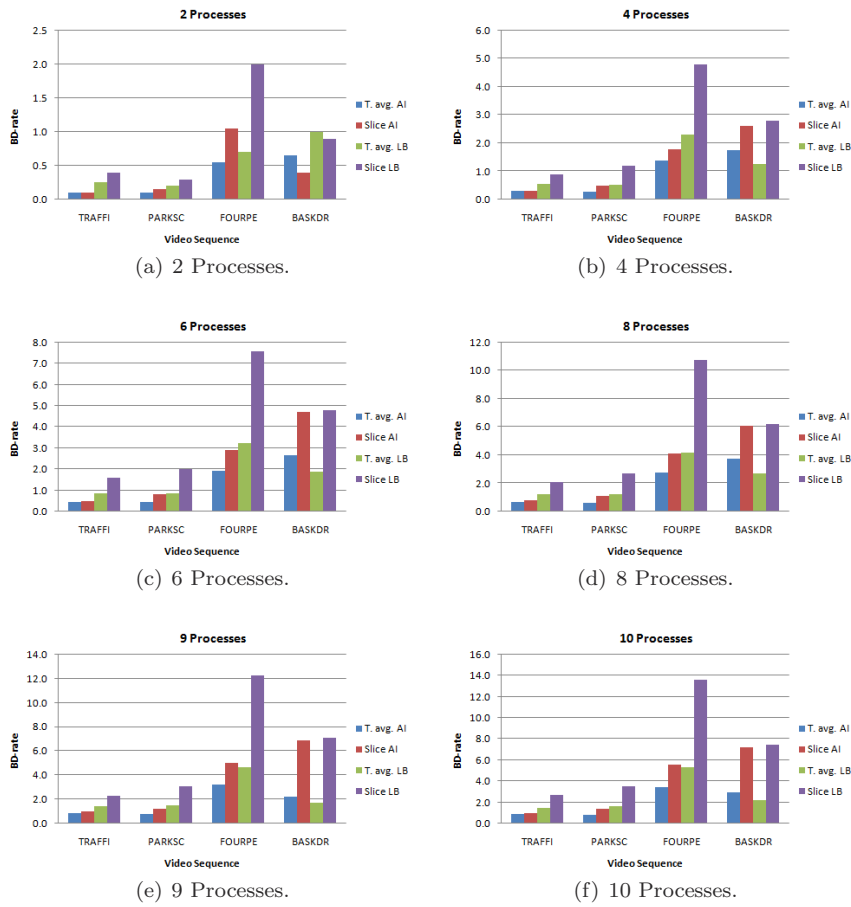 2 Processes
BD-rate
2.5
2.0
1.5
1.0
0.5
0.0
TRAFFI PARKSC FOURPE BASKDR
Video Sequence
T. avg. AI
Slice AI
T. avg. LB
Slice LB
(a) 2 Processes.
4 Processes
BD-rate
6.0
5.0
4.0
3.0
2.0
1.0
0.0
TRAFFI PARKSC FOURPE BASKDR
Video Sequence
T. avg. AI
Slice AI
T. avg. LB
Slice LB
(b) 4 Processes.
6 Processes
BD-rate
8.0
7.0
6.0
5.0
4.0
3.0
2.0
1.0
0.0
TRAFFI PARKSC FOURPE BASKDR
Video Sequence
T. avg. AI
Slice AI
T. avg. LB
Slice LB
(c) 6 Processes.
8 Processes
BD-rate
12.0
10.0
8.0
6.0
4.0
2.0
0.0
TRAFFI PARKSC FOURPE BASKDR
Video Sequence
T. avg. AI
Slice AI
T. avg. LB
Slice LB
(d) 8 Processes.
9 Processes
BD-rate
14.0
12.0
10.0
8.0
6.0
4.0
2.0
0.0
TRAFFI PARKSC FOURPE BASKDR
Video Sequence
T. avg. AI
Slice AI
T. avg. LB
Slice LB
(e) 9 Processes.
10 Processes
BD-rate
16.0
14.0
12.0
10.0
8.0
6.0
4.0
2.0
0.0
TRAFFI PARKSC FOURPE BASKDR
Video Sequence
T. avg. AI
Slice AI
T. avg. LB
Slice LB
(f) 10 Processes.